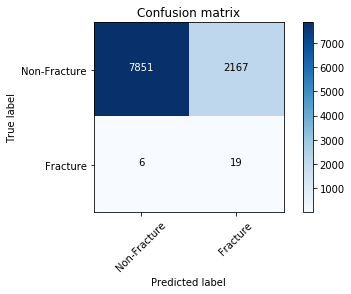 Confusion matrix
True label
Non-Fracture
Fracture
7851 2167
6 19
Non-Fracture
Fracture
Predicted label
7000
6000
5000
4000
3000
2000
1000